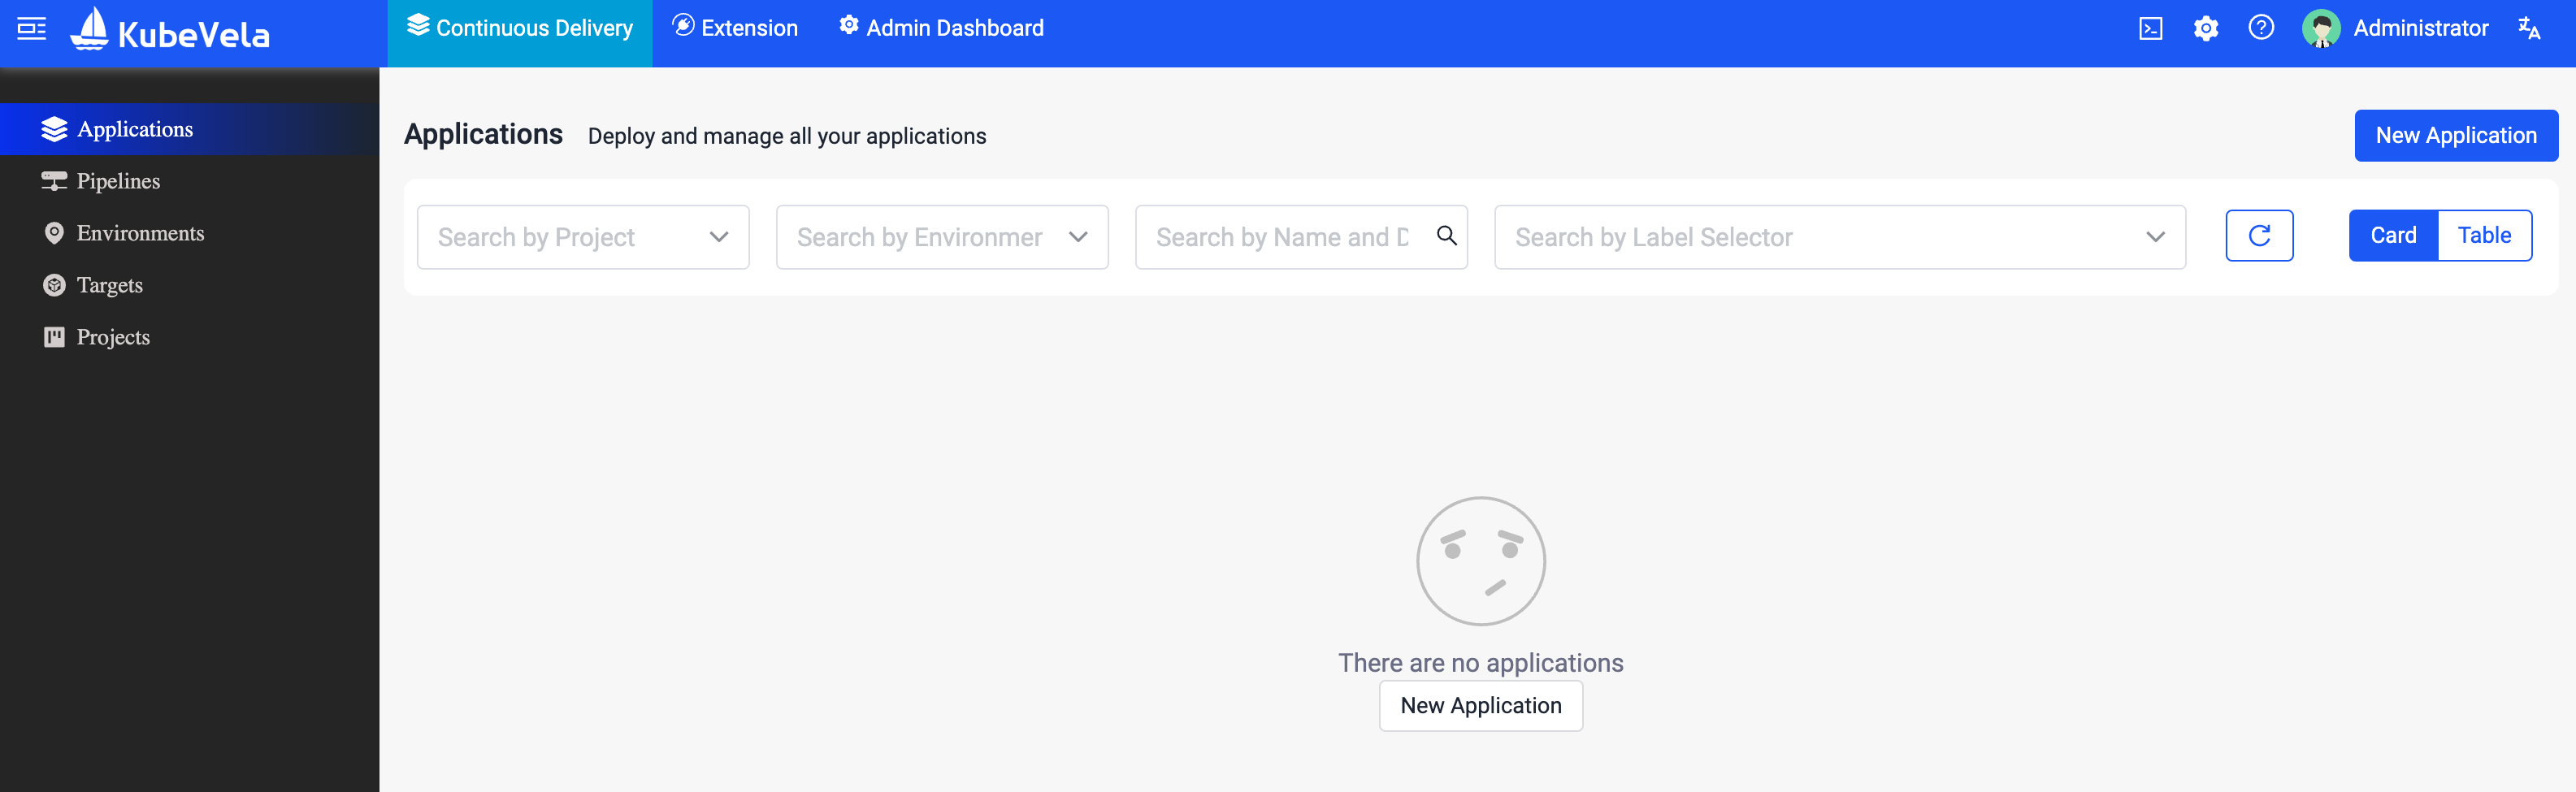 KubeVela
Continuous Delivery
Extension
Admin Dashboard
Administrator
Applications
Pipelines
Environments
Targets
Projects
Applications
Deploy and manage all your applications
New Application
Search by Project
Search by Environmer
Search by Name and D
Search by Label Selector
Card
Table
There are no applications
New Application